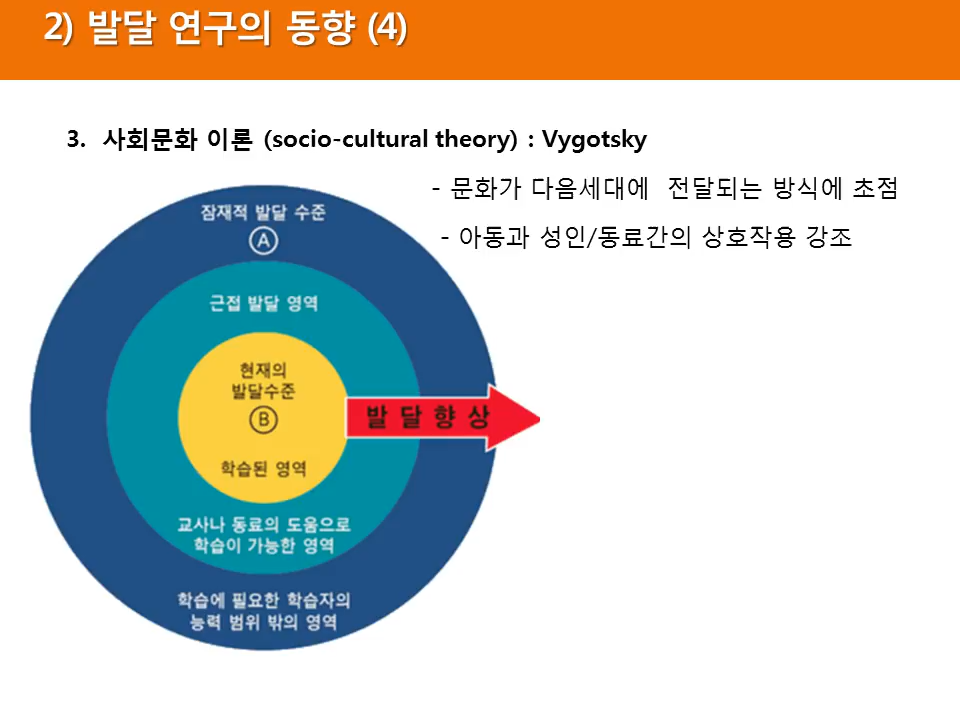 2) 발달 연구의 동향 (4)
3. 사회문화 이론 (socio-cultural theory) : Vygotsky
- 문화가 다음세대에 전달되는 방식에 초점
- 아동과 성인/동료간의 상호작용 강조
잠재적 발달 수준
Ⓐ
근접 발달 영역
현재의
발달수준
Ⓑ
발 달 향 상
학습된 영역
교사나 동료의 도움으로
학습이 가능한 영역
학습에 필요한 학습자의
능력 범위 밖의 영역